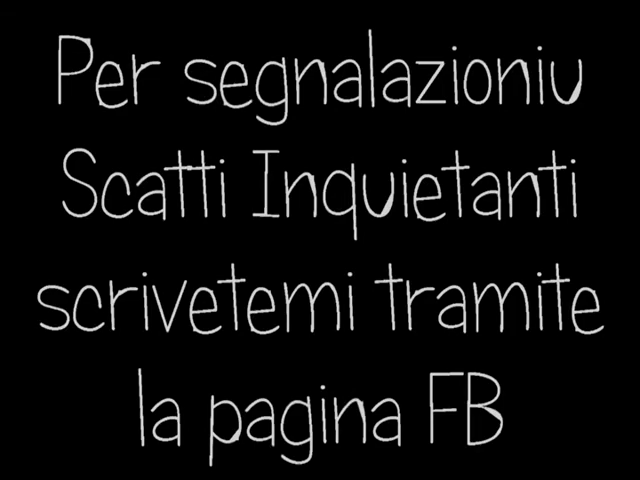 Per segnalazioniu
Scatti Inquietanti
scrivetemi tramite
la pagina FB